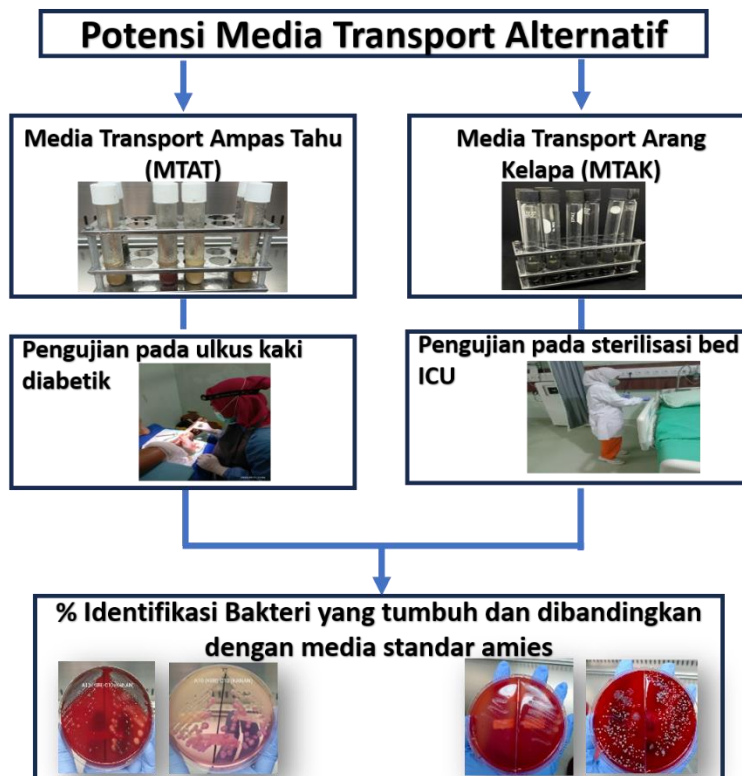 Potensi Media Transport Alternatif
Media Transport Ampas Tahu
(MTAT)
Media Transport Arang
Kelapa (MTAK)
Pengujian pada ulkus kaki
diabetik
Pengujian pada sterilisasi bed
ICU
% Identifikasi Bakteri yang tumbuh dan dibandingkan
dengan media standar amies